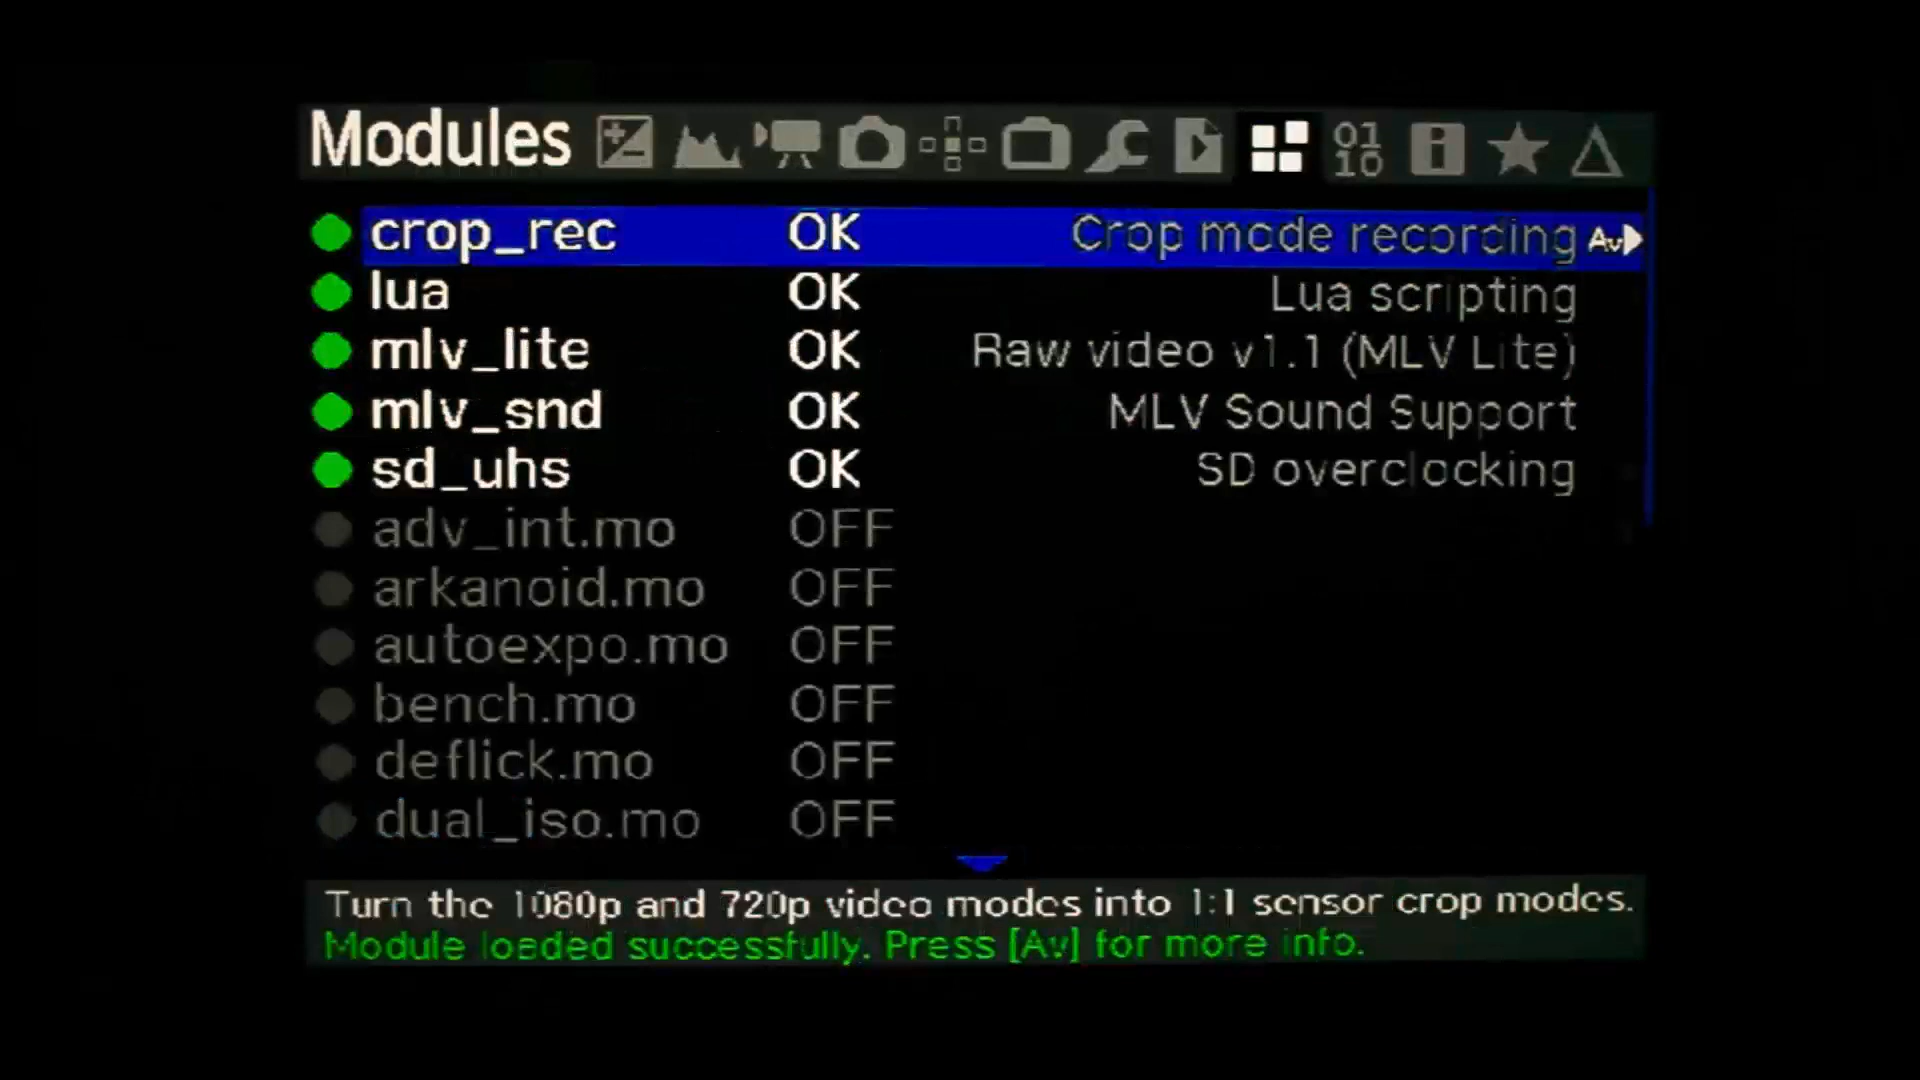 Modules
crop_rec OK Crop mode recording Av
lua OK Lua scripting
mlv_lite OK Raw video v1.1 (MLV Lite)
mlv_snd OK MLV Sound Support
sd_uhs OK SD overclocking
adv_int.mo OFF
arkanoid.mo OFF
autoexpo.mo OFF
bench.mo OFF
deflick.mo OFF
dual_iso.mo OFF
Turn the 1080p and 720p video modes into 1:1 sensor crop modes.
Module loaded successfully. Press [Av] for more info.